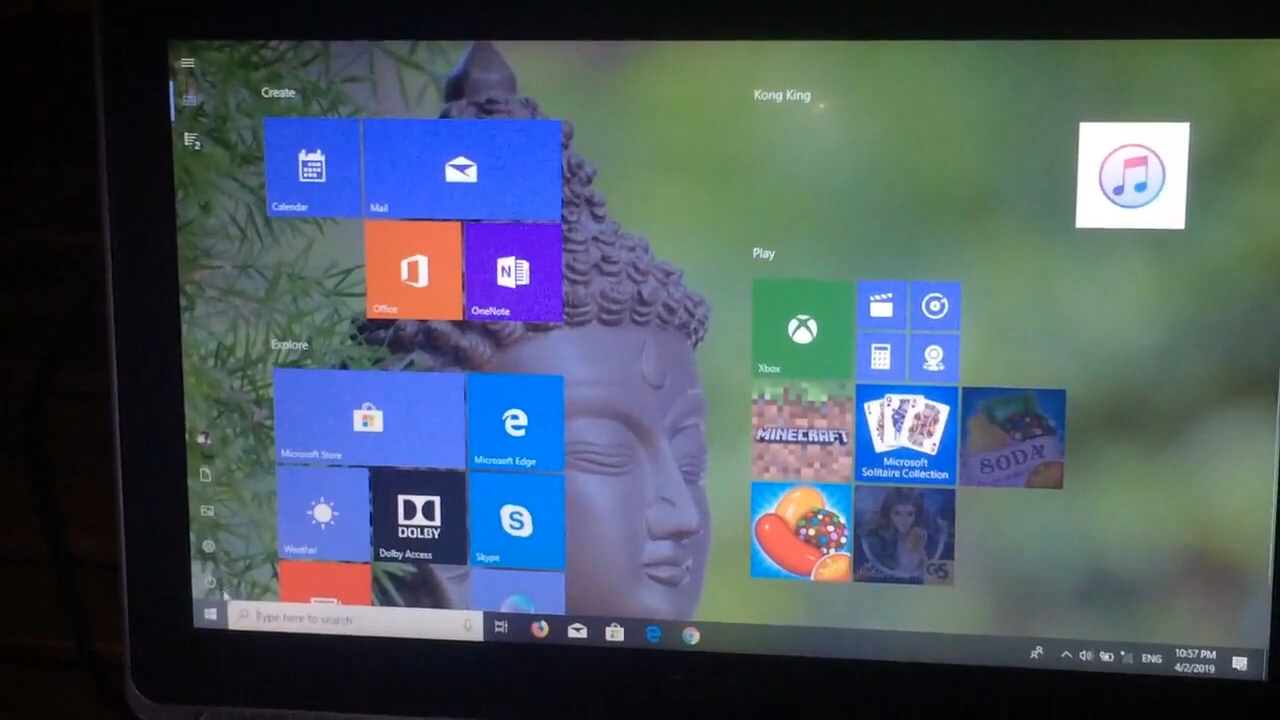 Create
Kong King
Calendar
Mail
Office
OneNote
Play
Xbox
Explore
Microsoft Store
Microsoft Edge
MINECRAFT
Microsoft
Solitaire Collection
SODA
Weather
DOLBY
Dolby Access
Skype
G5
Type here to search
ENG
10:57 PM
4/2/2019